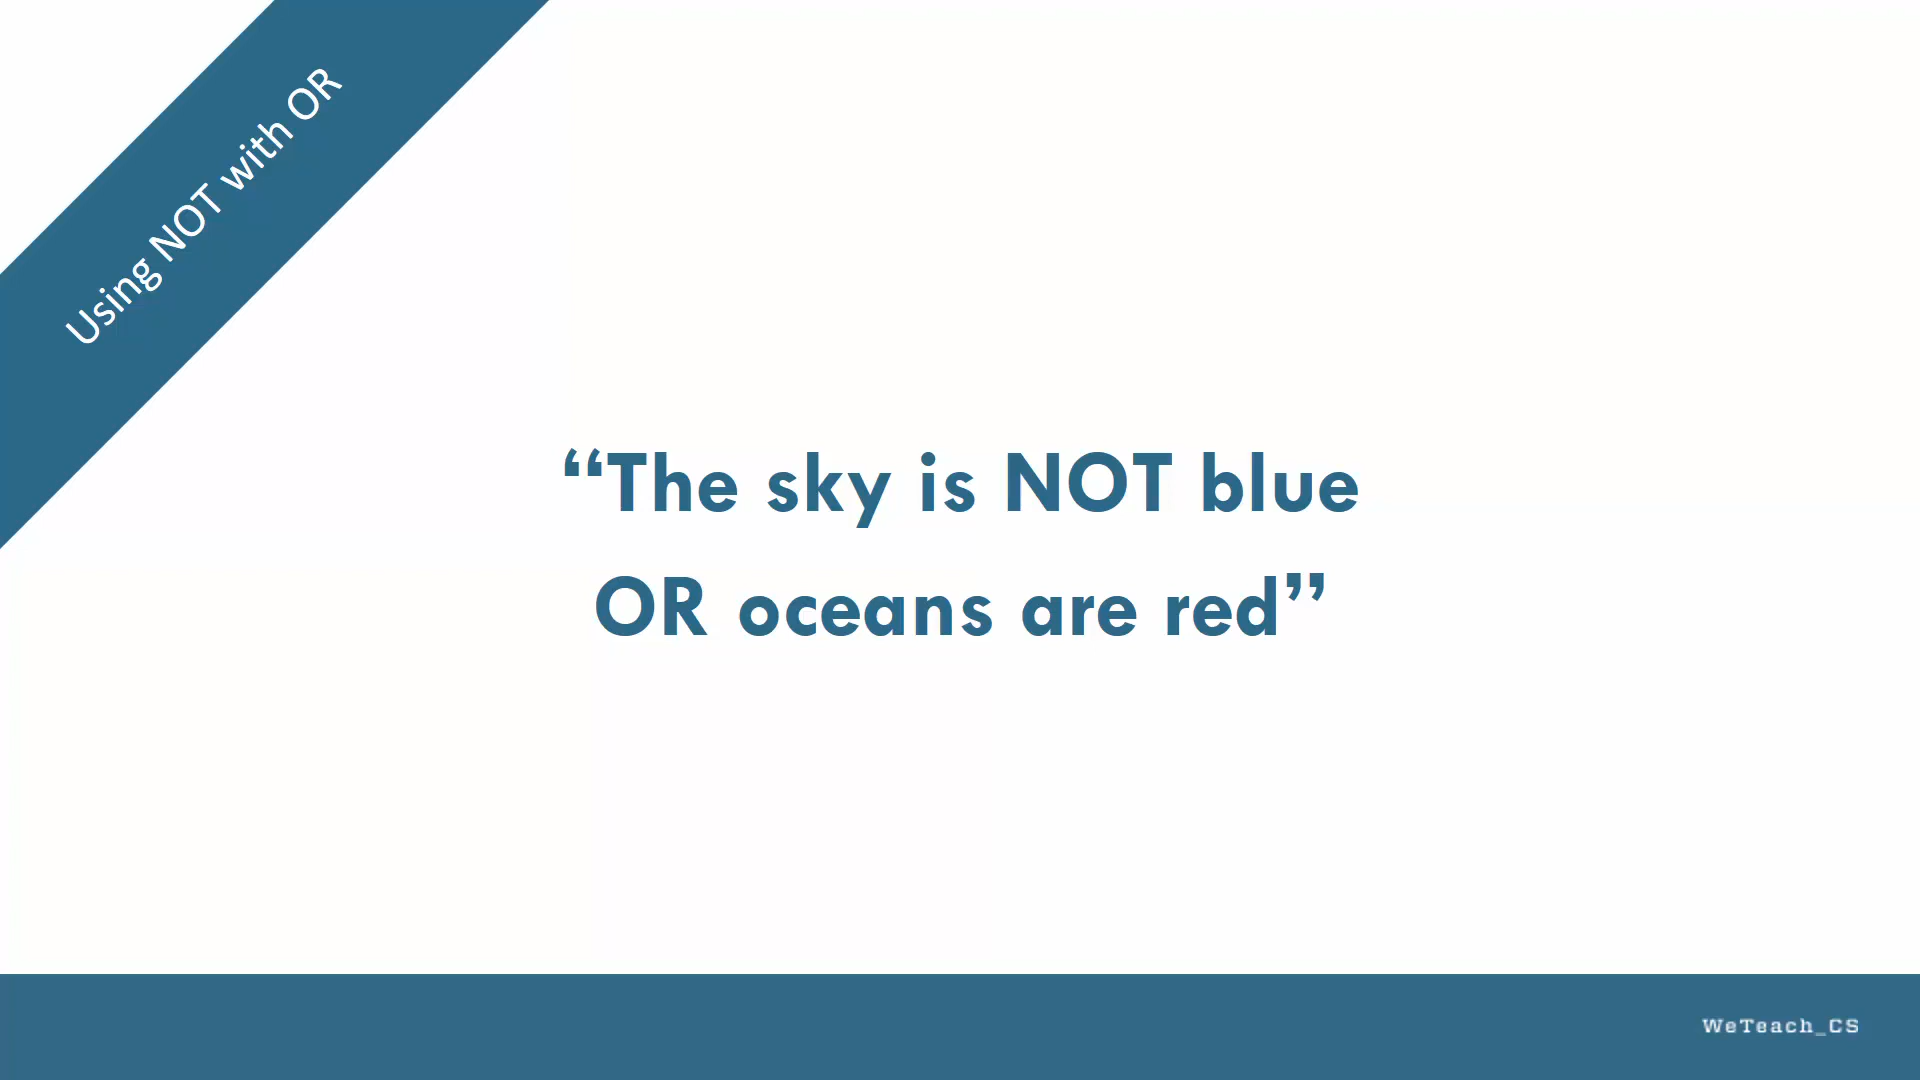 Using NOT with OR
“The sky is NOT blue
OR oceans are red”
WeTeach_CS